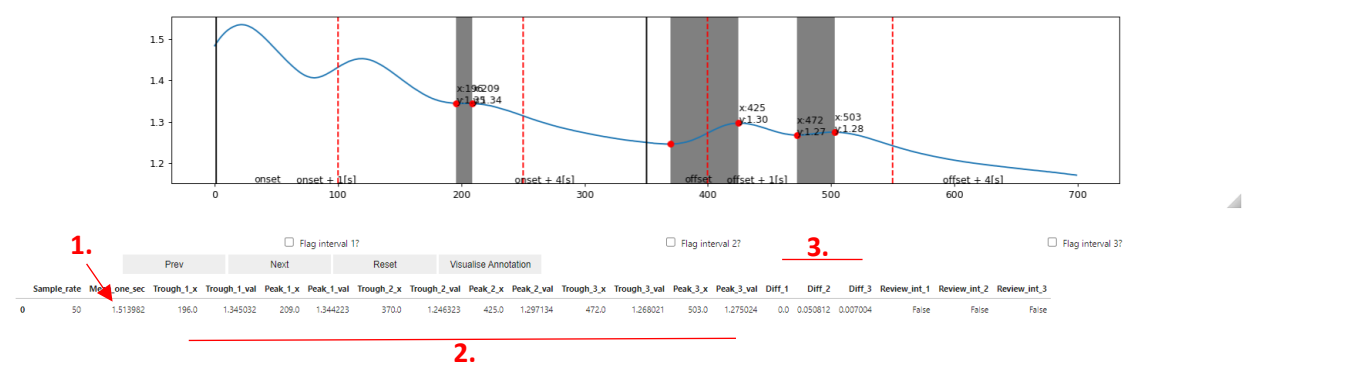 1.5
1.4
1.3
1.2
x:196
x:209
y:1.34
x:425
y:1.30
x:472
y:1.27
x:503
y:1.28
onset
onset + 1[s]
onset + 4[s]
offset
offset + 1[s]
offset + 4[s]
0 100 200 300 400 500 600 700
1.
3.
Flag interval 1? Flag interval 2? Flag interval 3?
Prev Next Reset Visualise Annotation
Sample_rate one_sec Trough_1_x Trough_1_val Peak_1_x Peak_1_val Trough_2_x Trough_2_val Peak_2_x Peak_2_val Trough_3_x Trough_3_val Peak_3_x Peak_3_val Diff_1 Diff_2 Diff_3 Review_int_1 Review_int_2 Review_int_3
0 50 1.513982 196.0 1.345032 209.0 1.344223 370.0 1.246323 425.0 1.297134 472.0 1.268021 503.0 1.275024 0.0 0.050812 0.007004 False False False
2.